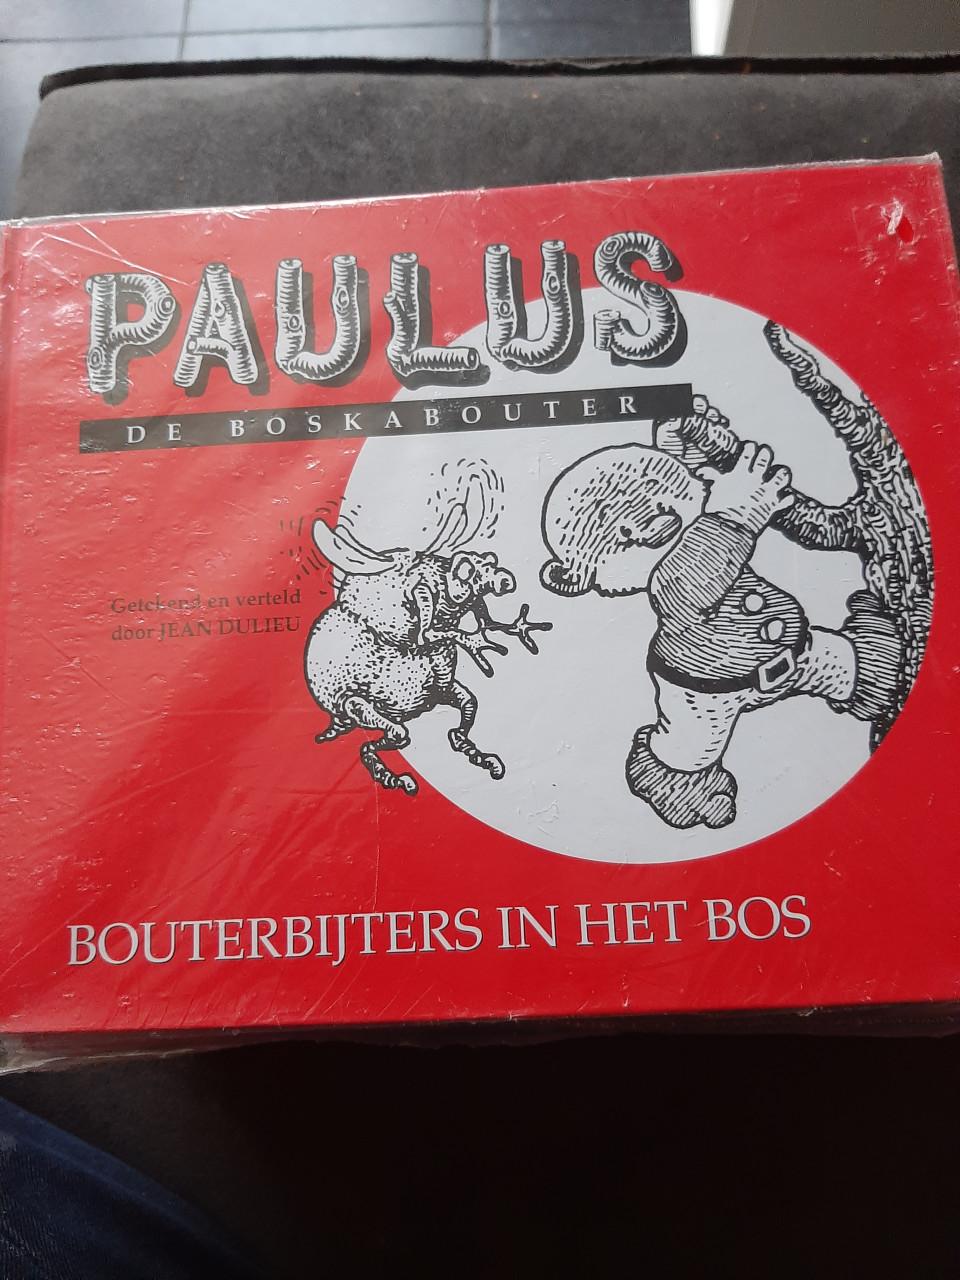 PAULUS
DE BOSKABOUTER
Getekend en verteld
door JEAN DULIEU
BOUTERBIJTERS IN HET BOS